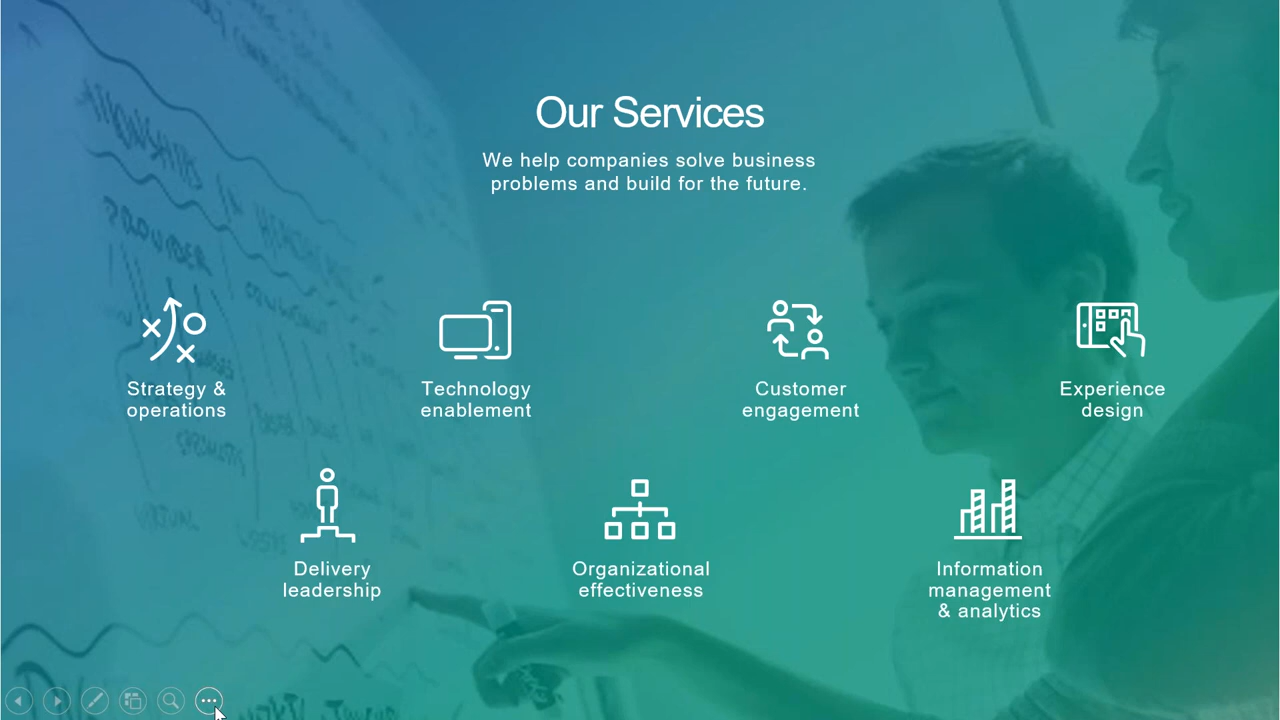 Our Services
We help companies solve business
problems and build for the future.
Strategy &
operations
Technology
enablement
Customer
engagement
Experience
design
Delivery
leadership
Organizational
effectiveness
Information
management
& analytics